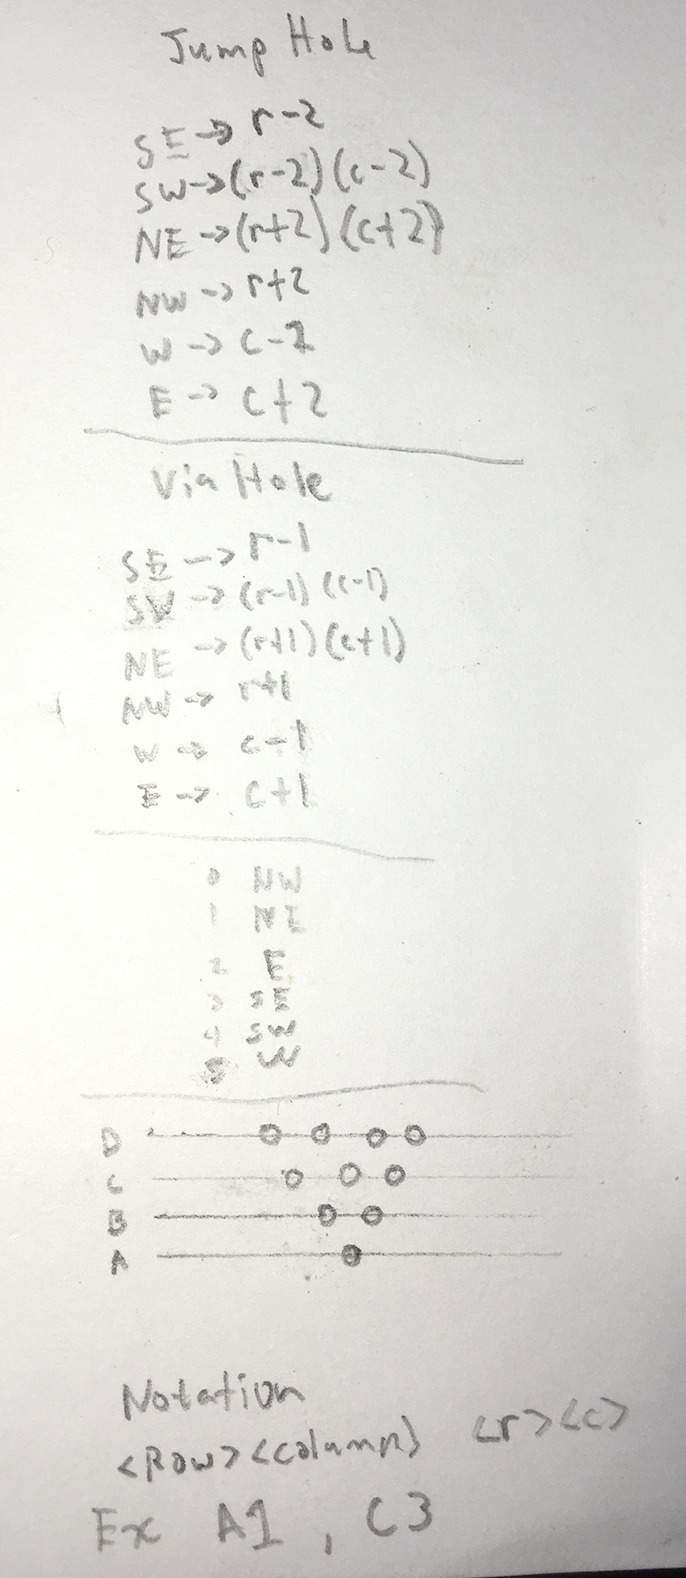 Jump Hole
SE → r-2
SW → (r-2)(c-2)
NE → (r+2)(c+2)
NW → r+2
W → c-2
E → c+2
Via Hole
SE → r-1
SW → (r-1)(c-1)
NE → (r+1)(c+1)
NW → r+1
W → c-1
E → c+1
0 NW
1 NE
2 E
3 SE
4 SW
5 W
D
C
B
A
Notation
<Row><column> <r><c>
Ex A1, C3